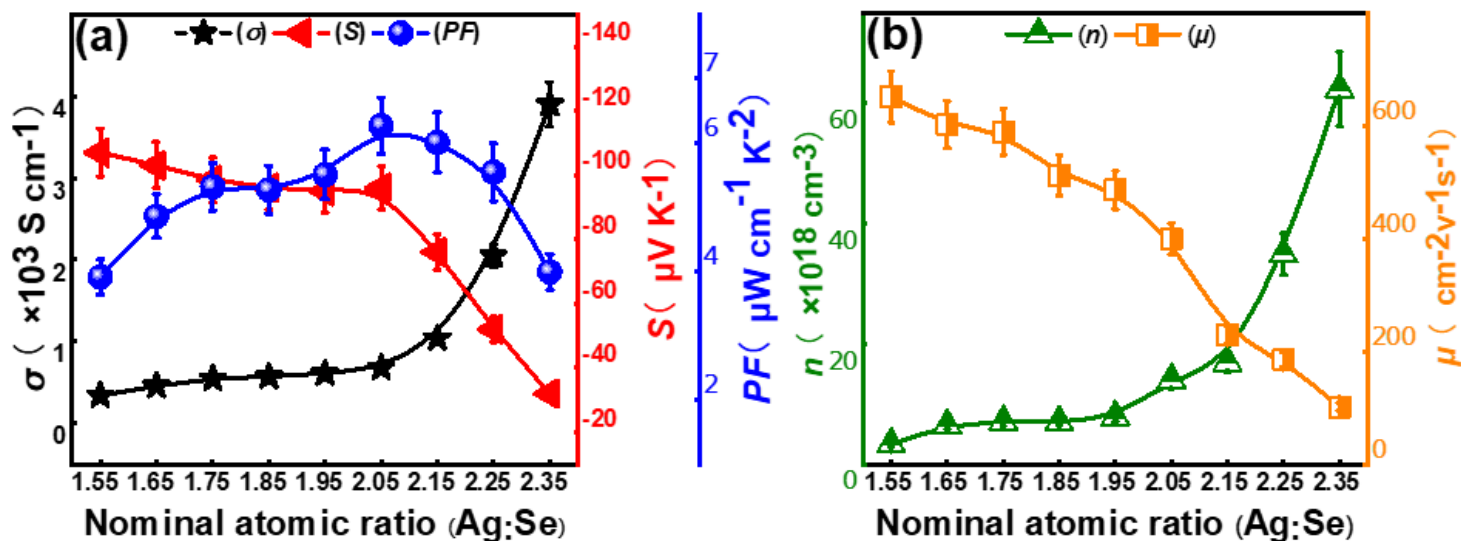 (a)
(σ) (S) (PF)
σ ( ×10³ S cm-1)
4
3
2
1
0
1.55 1.65 1.75 1.85 1.95 2.05 2.15 2.25 2.35
Nominal atomic ratio (Ag:Se)
-140
-120
-100
-80
-60
-40
-20
S( μV K-1)
7
6
4
2
PF( μW cm-1 K-2)
(b)
(n) (μ)
n ( ×1018 cm-3)
60
40
20
0
1.55 1.65 1.75 1.85 1.95 2.05 2.15 2.25 2.35
Nominal atomic ratio (Ag:Se)
600
400
200
0
μ( cm-2v-1s-1)